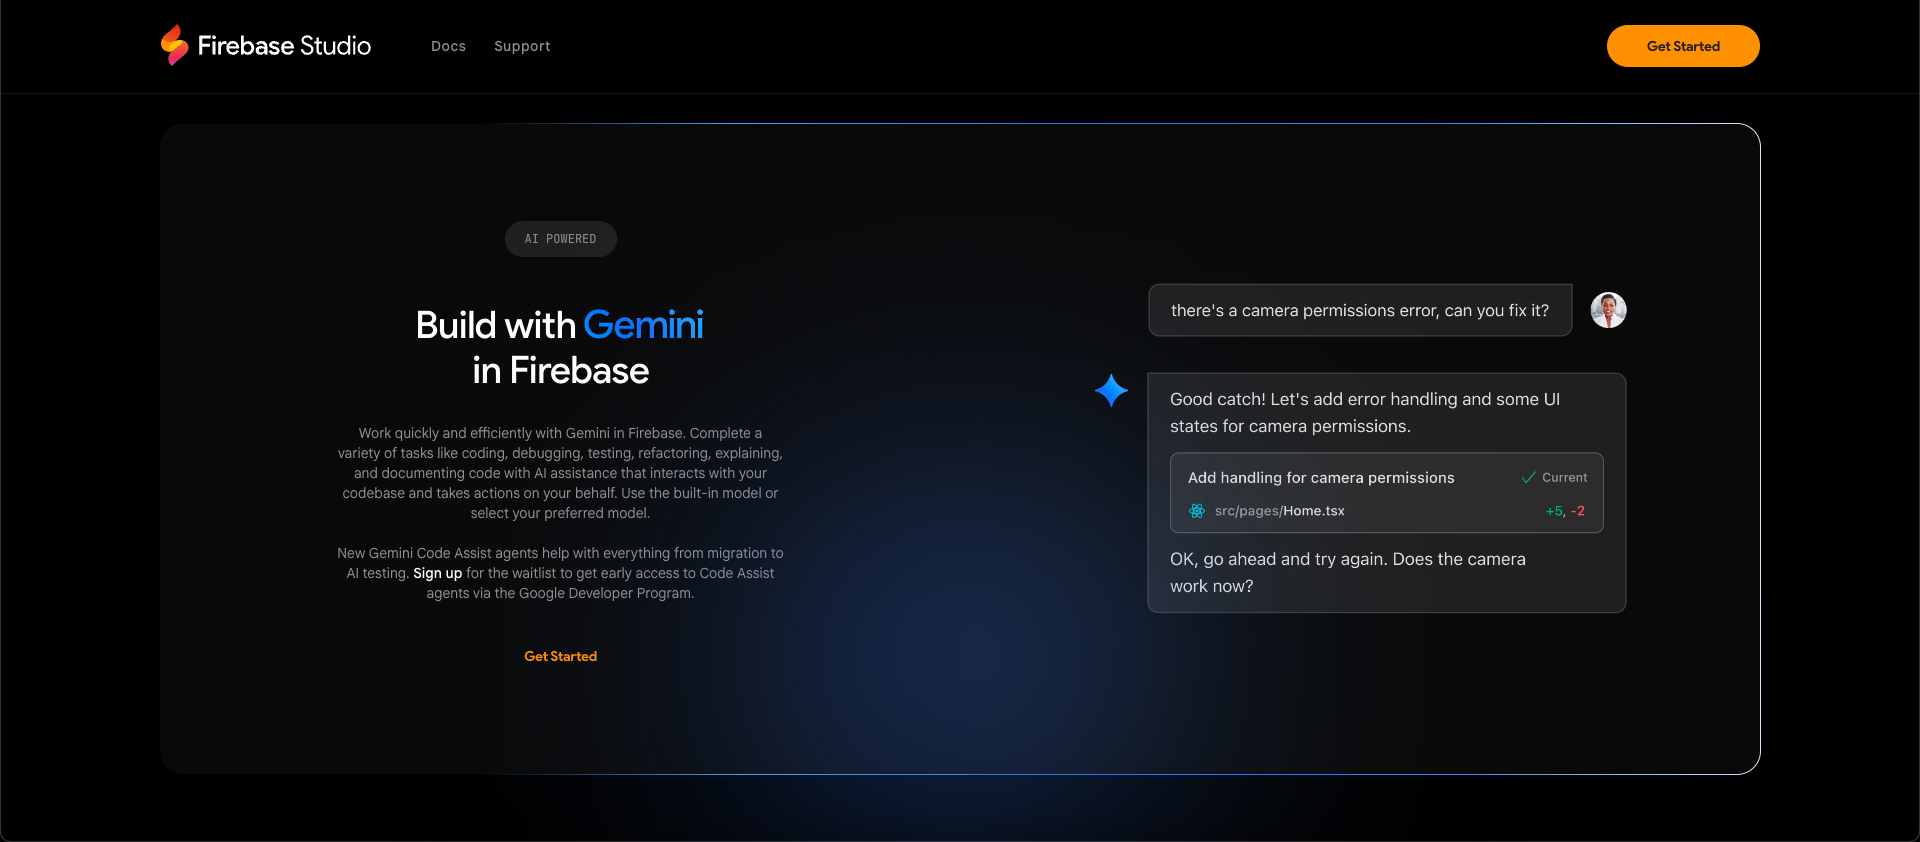 Firebase Studio
Docs
Support
Get Started
AI POWERED
Build with Gemini
in Firebase
Work quickly and efficiently with Gemini in Firebase. Complete a
variety of tasks like coding, debugging, testing, refactoring, explaining,
and documenting code with AI assistance that interacts with your
codebase and takes actions on your behalf. Use the built-in model or
select your preferred model.
New Gemini Code Assist agents help with everything from migration to
AI testing. Sign up for the waitlist to get early access to Code Assist
agents via the Google Developer Program.
Get Started
there's a camera permissions error, can you fix it?
Good catch! Let's add error handling and some UI
states for camera permissions.
Add handling for camera permissions
Current
src/pages/Home.tsx
+5, -2
OK, go ahead and try again. Does the camera
work now?